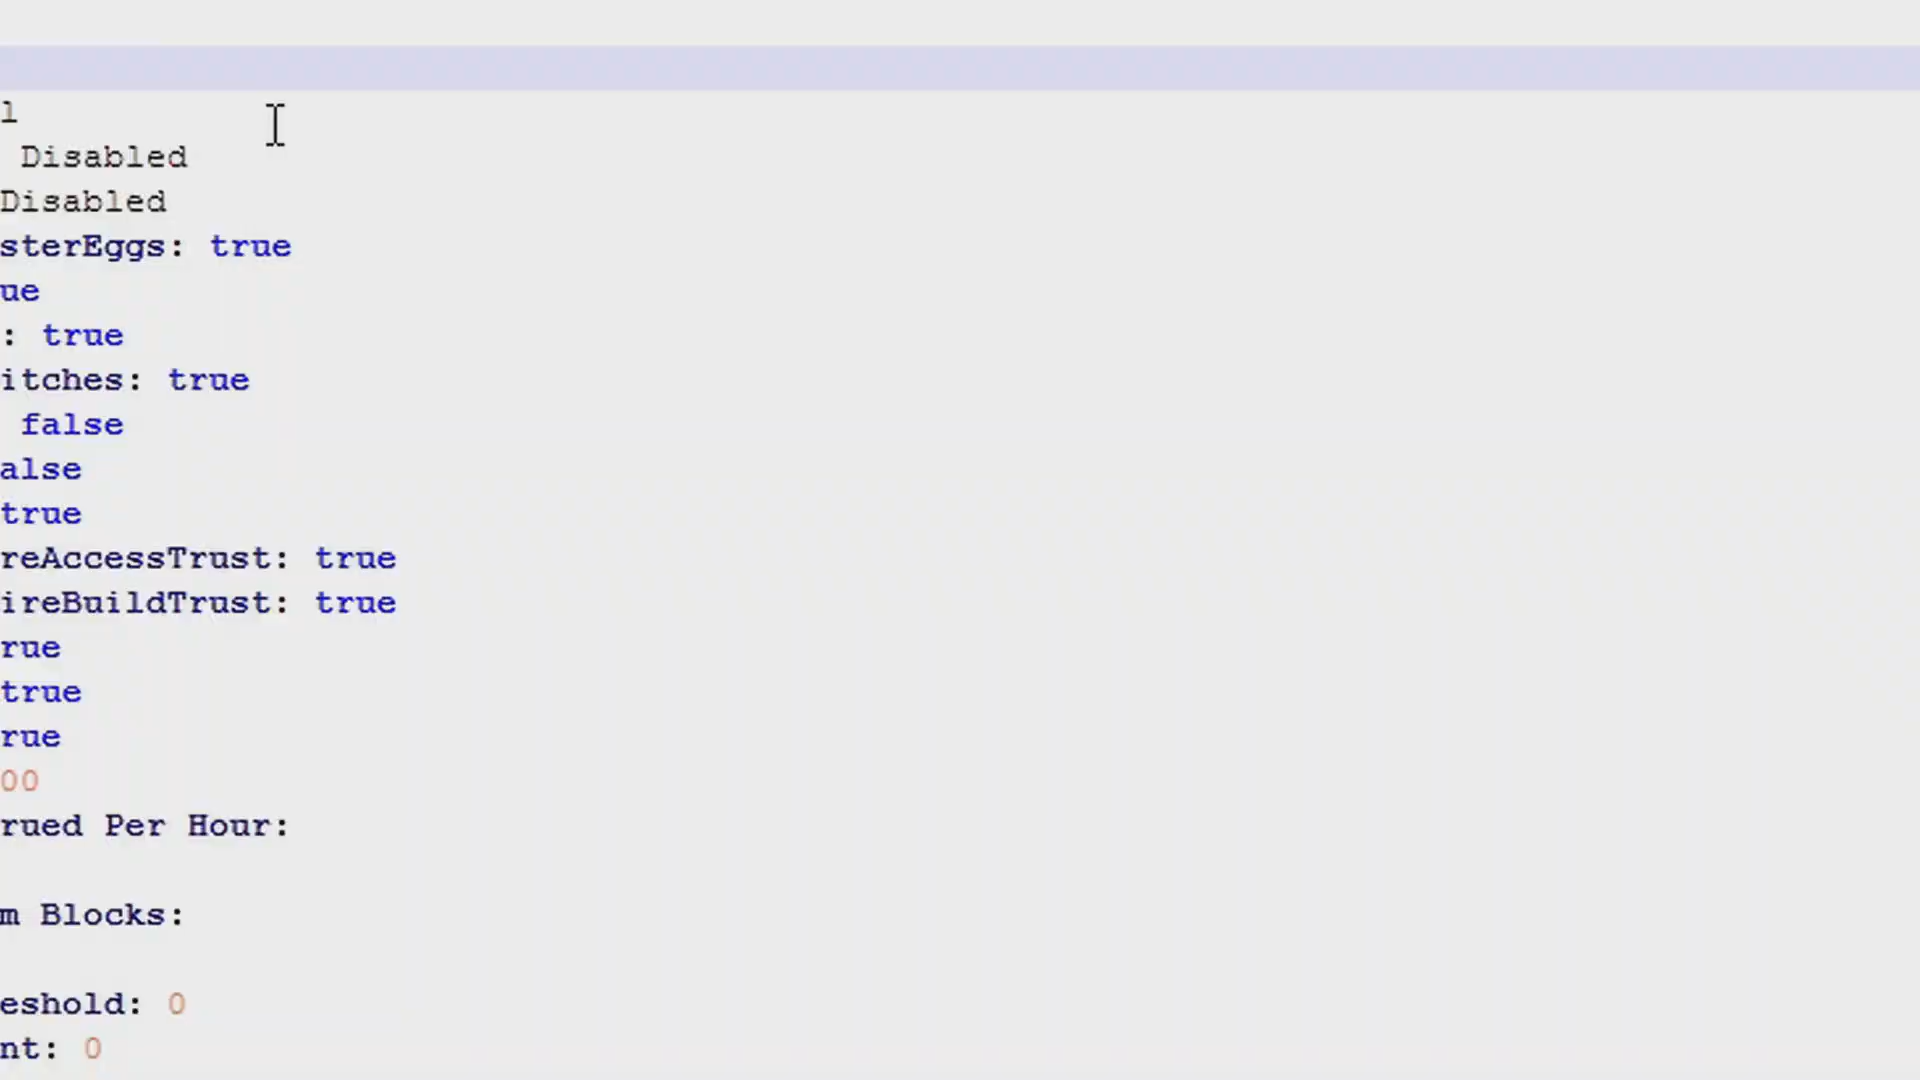 l
Disabled
Disabled
sterEggs: true
ue
: true
itches: true
false
alse
true
reAccessTrust: true
ireBuildTrust: true
rue
true
rue
00
rued Per Hour:
m Blocks:
eshold: 0
nt: 0